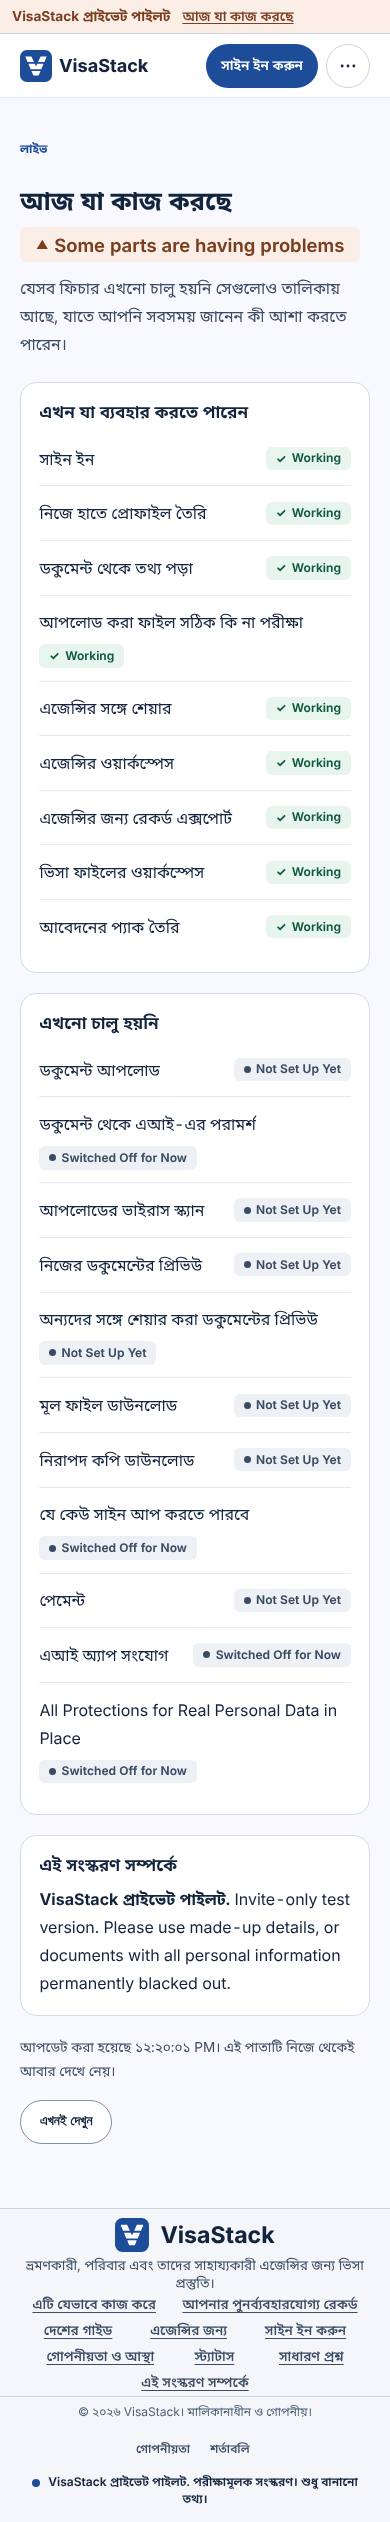 VisaStack প্রাইভেট পাইলট আজ যা কাজ করছে
VisaStack
সাইন ইন করুন
লাইভ
আজ যা কাজ করছে
Some parts are having problems
যেসব ফিচার এখনো চালু হয়নি সেগুলোও তালিকায়
আছে, যাতে আপনি সবসময় জানেন কী আশা করতে
পারেন।
এখন যা ব্যবহার করতে পারেন
সাইন ইন ✓ Working
নিজে হাতে প্রোফাইল তৈরি ✓ Working
ডকুমেন্ট থেকে তথ্য পড়া ✓ Working
আপলোড করা ফাইল সঠিক কি না পরীক্ষা
✓ Working
এজেন্সির সঙ্গে শেয়ার ✓ Working
এজেন্সির ওয়ার্কস্পেস ✓ Working
এজেন্সির জন্য রেকর্ড এক্সপোর্ট ✓ Working
ভিসা ফাইলের ওয়ার্কস্পেস ✓ Working
আবেদনের প্যাক তৈরি ✓ Working
এখনো চালু হয়নি
ডকুমেন্ট আপলোড Not Set Up Yet
ডকুমেন্ট থেকে এআই-এর পরামর্শ
Switched Off for Now
আপলোডের ভাইরাস স্ক্যান Not Set Up Yet
নিজের ডকুমেন্টের প্রিভিউ Not Set Up Yet
অন্যদের সঙ্গে শেয়ার করা ডকুমেন্টের প্রিভিউ
Not Set Up Yet
মূল ফাইল ডাউনলোড Not Set Up Yet
নিরাপদ কপি ডাউনলোড Not Set Up Yet
যে কেউ সাইন আপ করতে পারবে
Switched Off for Now
পেমেন্ট Not Set Up Yet
এআই অ্যাপ সংযোগ Switched Off for Now
All Protections for Real Personal Data in
Place
Switched Off for Now
এই সংস্করণ সম্পর্কে
VisaStack প্রাইভেট পাইলট. Invite-only test
version. Please use made-up details, or
documents with all personal information
permanently blacked out.
আপডেট করা হয়েছে ১২:২০:০১ PM। এই পাতাটি নিজে থেকেই
আবার দেখে নেয়।
এখনই দেখুন
VisaStack
ভ্রমণকারী, পরিবার এবং তাদের সাহায্যকারী এজেন্সির জন্য ভিসা
প্রস্তুতি।
এটি যেভাবে কাজ করে আপনার পুনর্ব্যবহারযোগ্য রেকর্ড
দেশের গাইড এজেন্সির জন্য সাইন ইন করুন
গোপনীয়তা ও আস্থা স্ট্যাটাস সাধারণ প্রশ্ন
এই সংস্করণ সম্পর্কে
© ২০২৬ VisaStack। মালিকানাধীন ও গোপনীয়।
গোপনীয়তা শর্তাবলি
VisaStack প্রাইভেট পাইলট. পরীক্ষামূলক সংস্করণ। শুধু বানানো
তথ্য।